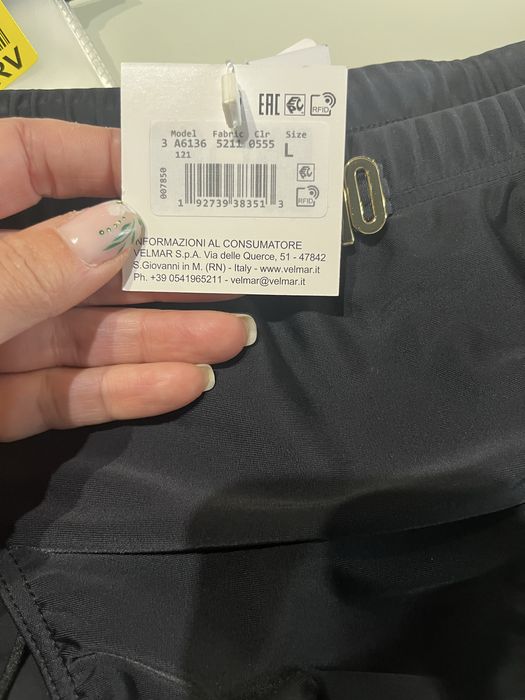 RV
EAC
RFID
Model Fabric Clr Size
3 A6136 5211 0555 L
121
007850
1 92739 38351 3
RFID
INFORMAZIONI AL CONSUMATORE
VELMAR S.p.A. Via delle Querce, 51 - 47842
S.Giovanni in M. (RN) - Italy - www.velmar.it
Ph. +39 0541965211 - velmar@velmar.it